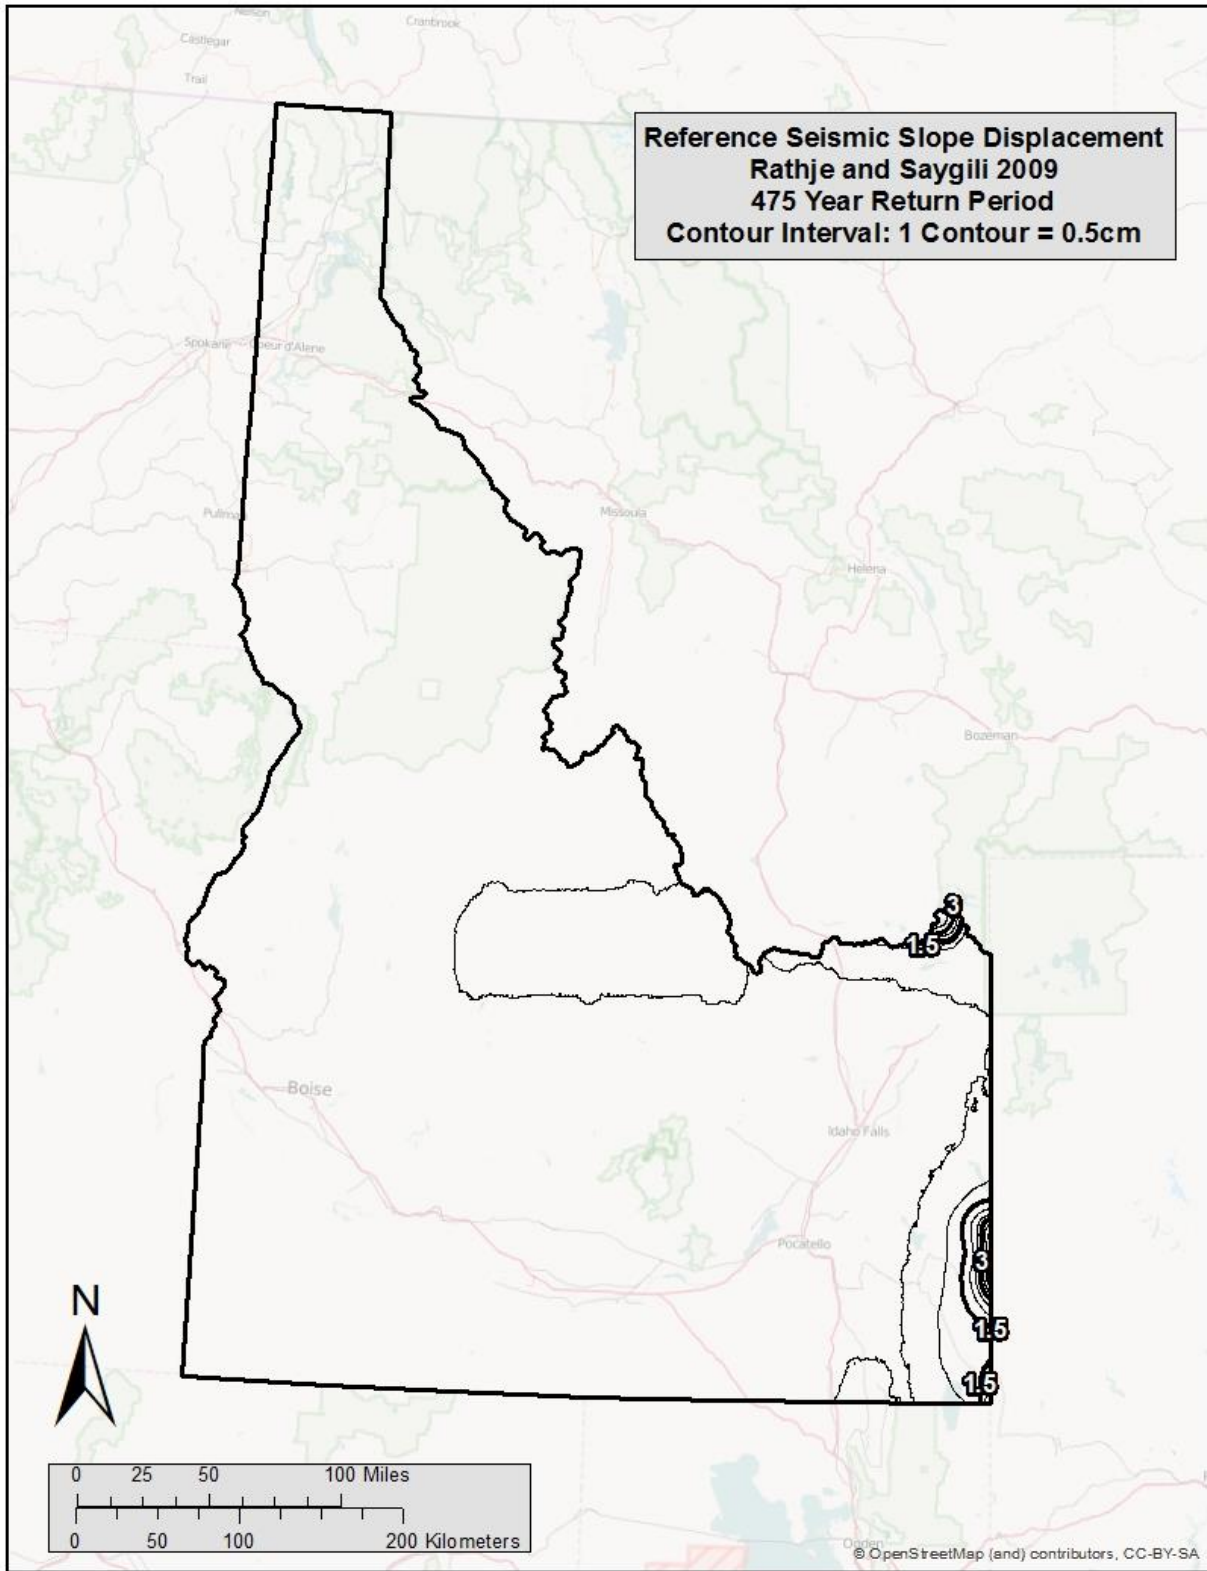 Nelson
Cranbrook
Castlegar
Trail
Reference Seismic Slope Displacement
Rathje and Saygili 2009
475 Year Return Period
Contour Interval: 1 Contour = 0.5cm
Spokane
Coeur d'Alene
Pullman
Missoula
Helena
Bozeman
3
1.5
Boise
Idaho Falls
Pocatello
3
1.5
1.5
N
0 25 50 100 Miles
0 50 100 200 Kilometers
Ogden
© OpenStreetMap (and) contributors, CC-BY-SA